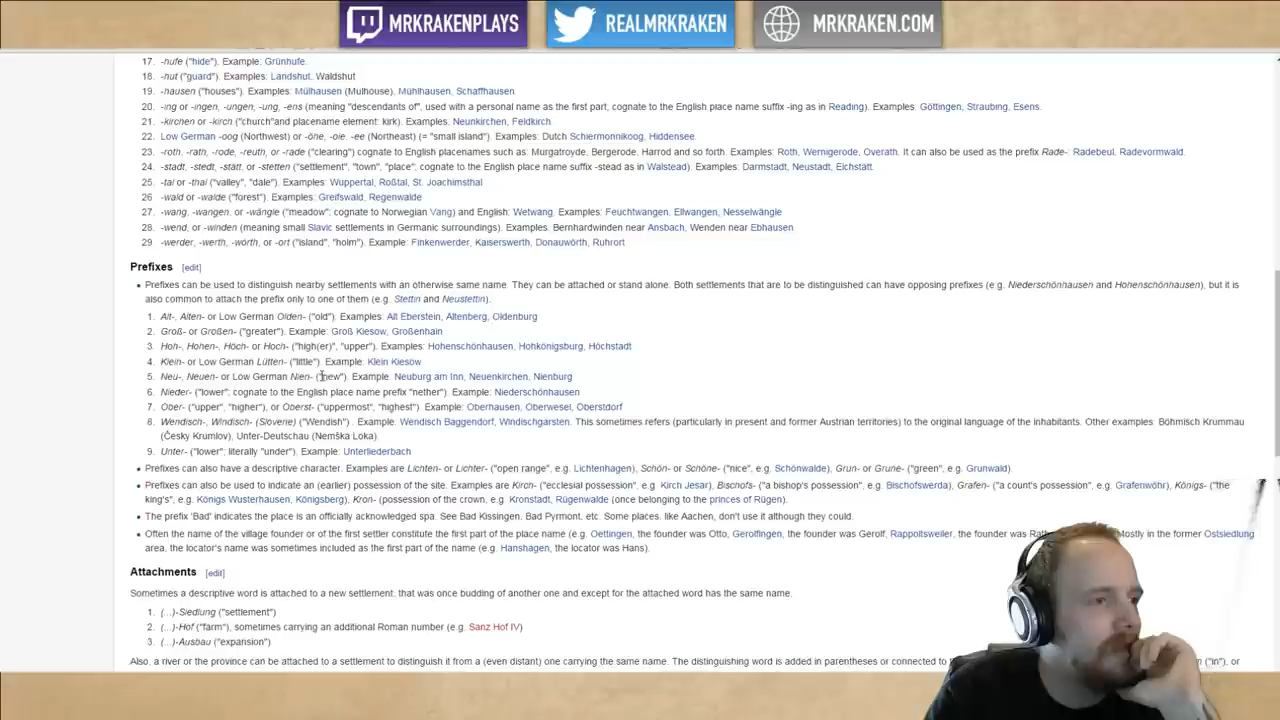 MRKRAKENPLAYS
REALMRKRAKEN
MRKRAKEN.COM
17. -hufe ("hide"). Example: Grünhufe.
18. -hut ("guard"). Examples: Landshut, Waldshut
19. -hausen ("houses"). Examples: Mülhausen (Mulhouse), Mühlhausen, Schaffhausen
20. -ing or -ingen, -ungen, -ung, -ens (meaning "descendants of", used with a personal name as the first part, cognate to the English place name suffix -ing as in Reading). Examples: Göttingen, Straubing, Esens.
21. -kirchen or -kirch ("church"and placename element: kirk). Examples: Neunkirchen, Feldkirch
22. Low German -oog (Northwest) or -öhe, -oie, -ee (Northeast) (= "small island"). Examples: Dutch Schiermonnikoog, Hiddensee.
23. -roth, -rath, -rode, -reuth, or -rade ("clearing") cognate to English placenames such as: Murgatroyde, Bergerode, Harrod and so forth. Examples: Roth, Wernigerode, Overath. It can also be used as the prefix Rade-: Radebeul, Radevormwald.
24. -stadt, -stedt, -statt, or -stetten ("settlement", "town", "place"; cognate to the English place name suffix -stead as in Walstead). Examples: Darmstadt, Neustadt, Eichstätt.
25. -tal or -thal ("valley", "dale"). Examples: Wuppertal, Roßtal, St. Joachimsthal
26. -wald or -walde ("forest"). Examples: Greifswald, Regenwalde
27. -wang, -wangen, or -wängle ("meadow": cognate to Norwegian Vang) and English: Wetwang. Examples: Feuchtwangen, Ellwangen, Nesselwängle
28. -wend, or -winden (meaning small Slavic settlements in Germanic surroundings). Examples: Bernhardwinden near Ansbach, Wenden near Ebhausen
29. -werder, -werth, -wörth, or -ort ("island", "holm"). Example: Finkenwerder, Kaiserswerth, Donauwörth, Ruhrort
Prefixes [edit]
• Prefixes can be used to distinguish nearby settlements with an otherwise same name. They can be attached or stand alone. Both settlements that are to be distinguished can have opposing prefixes (e.g. Niederschönhausen and Hohenschönhausen), but it is
also common to attach the prefix only to one of them (e.g. Stettin and Neustettin).
1. Alt-, Alten- or Low German Olden- ("old"). Examples: Alt Eberstein, Altenberg, Oldenburg
2. Groß- or Großen- ("greater"). Example: Groß Kiesow, Großenhain
3. Hoh-, Hohen-, Höch- or Hoch- ("high(er)", "upper"). Examples: Hohenschönhausen, Hohkönigsburg, Höchstadt
4. Klein- or Low German Lütten- ("little"). Example: Klein Kiesow
5. Neu-, Neuen- or Low German Nien- ("new"). Example. Neuburg am Inn, Neuenkirchen, Nienburg
6. Nieder- ("lower"; cognate to the English place name prefix "nether"). Example: Niederschönhausen
7. Ober- ("upper", "higher"), or Oberst- ("uppermost", "highest"). Example: Oberhausen, Oberwesel, Oberstdorf
8. Wendisch-, Windisch- (Slovene) ("Wendish") . Example: Wendisch Baggendorf, Windischgarsten. This sometimes refers (particularly in present and former Austrian territories) to the original language of the inhabitants. Other examples: Böhmisch Krummau
(Česky Krumlov), Unter-Deutschau (Nemška Loka).
9. Unter- ("lower"; literally "under"). Example: Unterliederbach
• Prefixes can also have a descriptive character. Examples are Lichten- or Lichter- ("open range", e.g. Lichtenhagen), Schön- or Schöne- ("nice", e.g. Schönwalde), Grun- or Grune- ("green", e.g. Grunwald).
• Prefixes can also be used to indicate an (earlier) possession of the site. Examples are Kirch- ("ecclesial possession", e.g. Kirch Jesar), Bischofs- ("a bishop's possession", e.g. Bischofswerda), Grafen- ("a count's possession", e.g. Grafenwöhr), Königs- ("the
king's", e.g. Königs Wusterhausen, Königsberg), Kron- (possession of the crown, e.g. Kronstadt, Rügenwalde (once belonging to the princes of Rügen).
• The prefix 'Bad' indicates the place is an officially acknowledged spa. See Bad Kissingen, Bad Pyrmont, etc. Some places, like Aachen, don't use it although they could.
• Often the name of the village founder or of the first settler constitute the first part of the place name (e.g. Oettingen, the founder was Otto, Gerolfingen, the founder was Gerolf, Rappoltsweiler, the founder was Mostly in the former Ostsiedlung
area, the locator's name was sometimes included as the first part of the name (e.g. Hanshagen, the locator was Hans).
Attachments [edit]
Sometimes a descriptive word is attached to a new settlement, that was once budding of another one and except for the attached word has the same name.
1. (...)-Siedlung ("settlement")
2. (...)-Hof ("farm"), sometimes carrying an additional Roman number (e.g. Sanz Hof IV)
3. (...)-Ausbau ("expansion")
Also, a river or the province can be attached to a settlement to distinguish it from a (even distant) one carrying the same name. The distinguishing word is added in parentheses or connected to ("in"), or